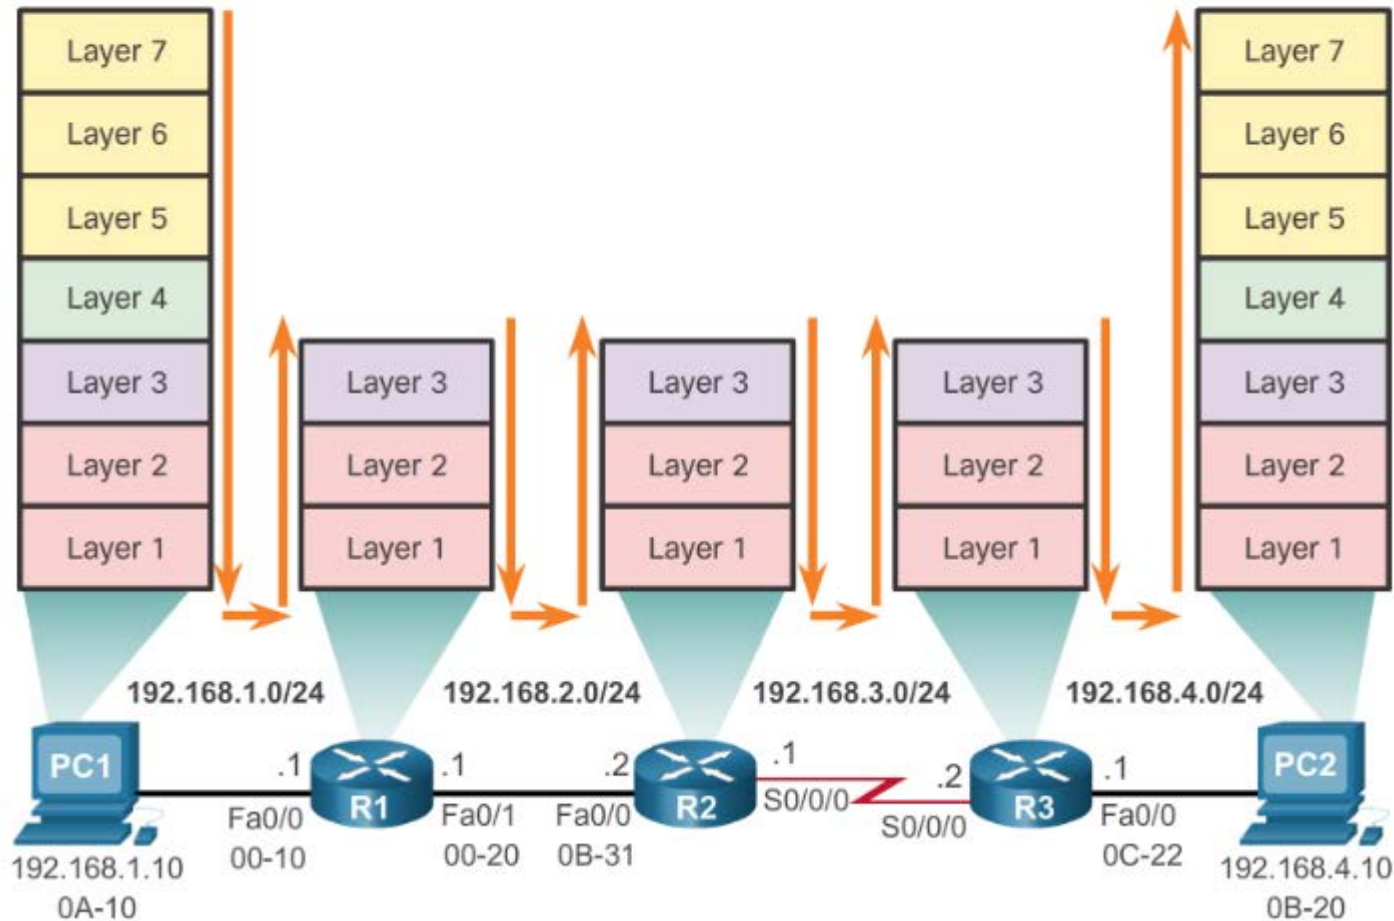 Layer 7
Layer 6
Layer 5
Layer 4
Layer 3
Layer 2
Layer 1
Layer 3
Layer 2
Layer 1
Layer 3
Layer 2
Layer 1
Layer 3
Layer 2
Layer 1
Layer 7
Layer 6
Layer 5
Layer 4
Layer 3
Layer 2
Layer 1
192.168.1.0/24
192.168.2.0/24
192.168.3.0/24
192.168.4.0/24
PC1
192.168.1.10
0A-10
.1
Fa0/0
00-10
R1
.1
Fa0/1
00-20
.2
Fa0/0
0B-31
R2
.1
S0/0/0
.2
S0/0/0
R3
.1
Fa0/0
0C-22
PC2
192.168.4.10
0B-20